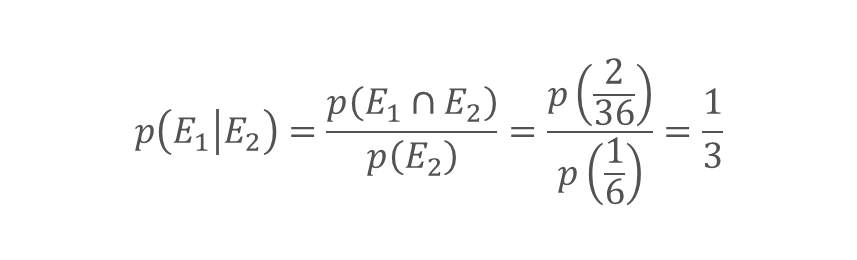 p(E₁|E₂) = p(E₁ ∩ E₂) / p(E₂) = p(2/36) / p(1/6) = 1/3